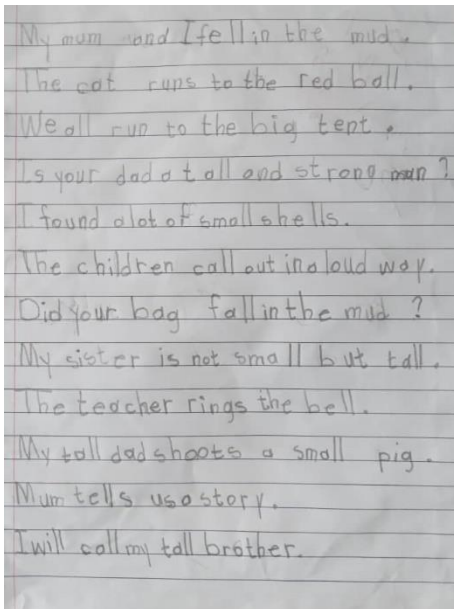 My mum and I fell in the mud.
The cat runs to the red ball.
We all run to the big tent.
Is your dad a tall and strong man?
I found a lot of small shells.
The children call out in a loud way.
Did your bag fall in the mud?
My sister is not small but tall.
The teacher rings the bell.
My tall dad shoots a small pig.
Mum tells us a story.
I will call my tall brother.